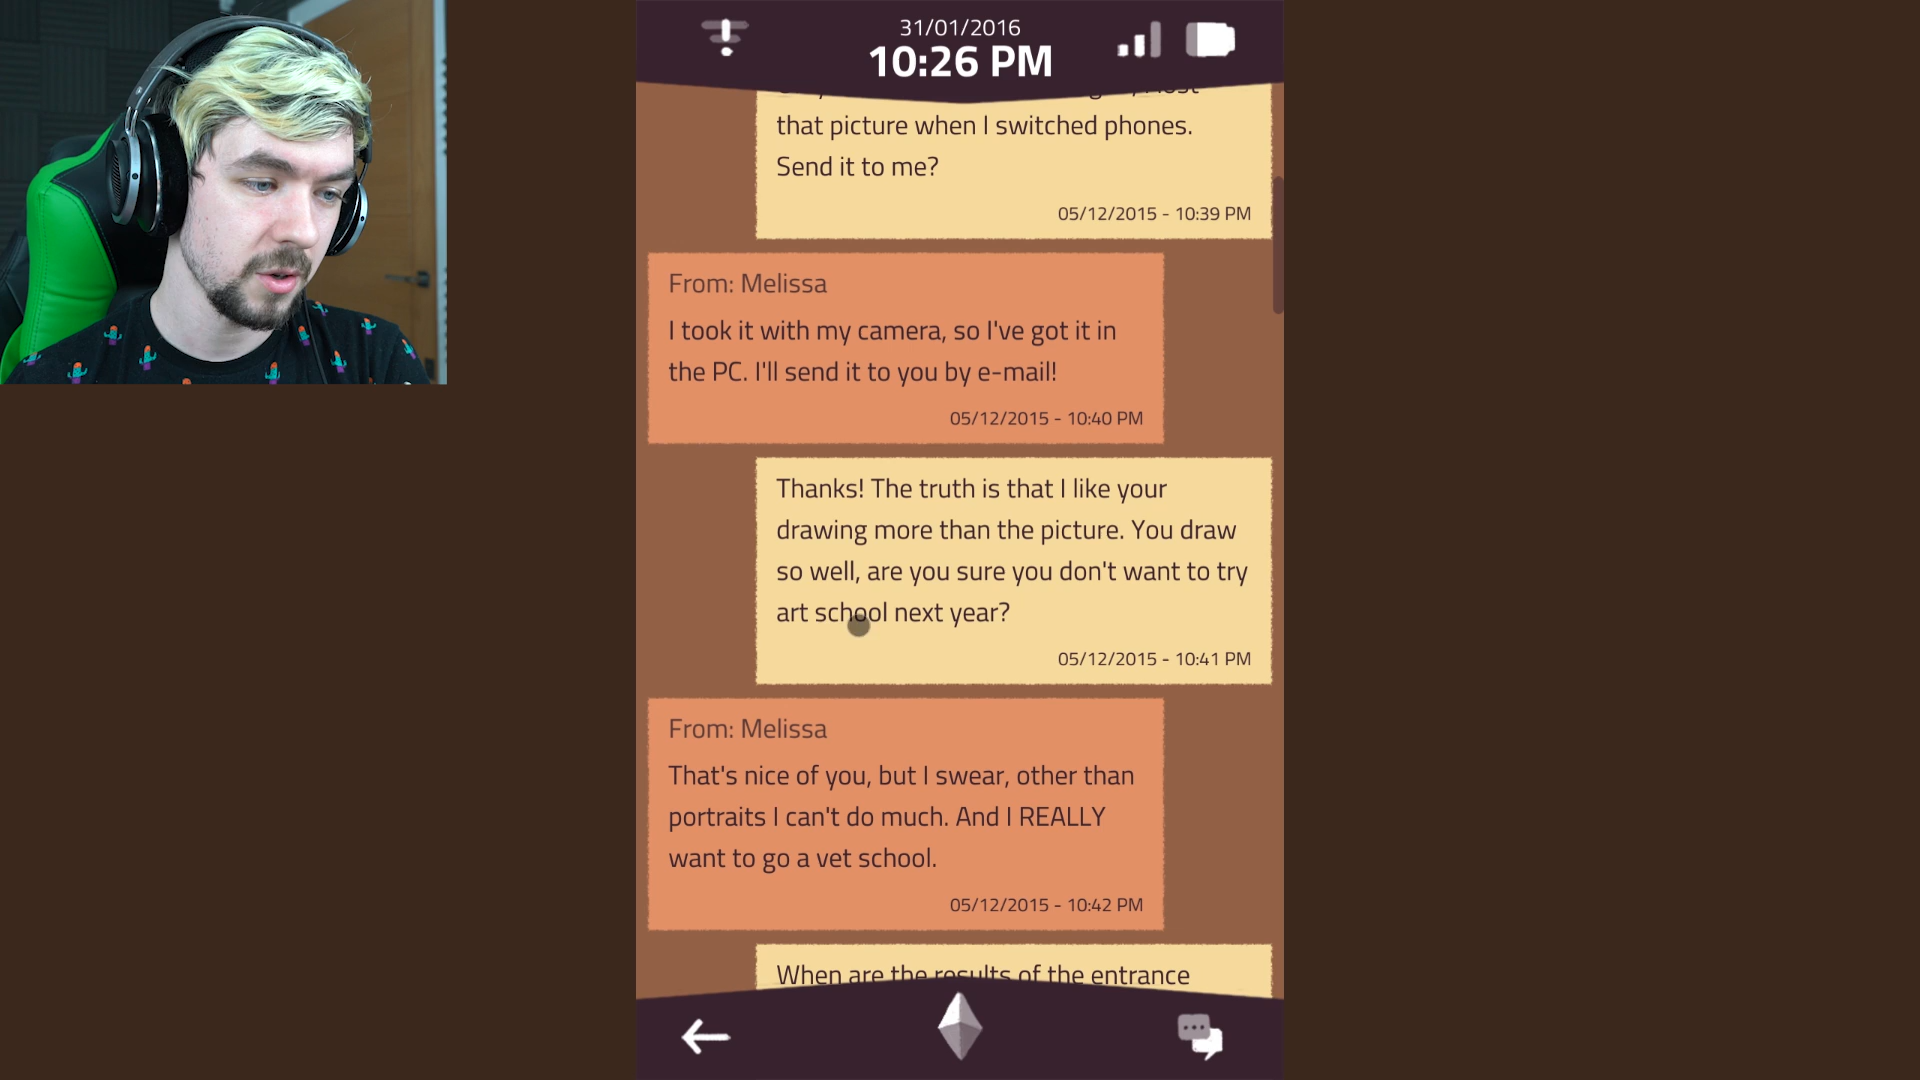 31/01/2016
10:26 PM
that picture when I switched phones.
Send it to me?
05/12/2015 - 10:39 PM
From: Melissa
I took it with my camera, so I've got it in
the PC. I'll send it to you by e-mail!
05/12/2015 - 10:40 PM
Thanks! The truth is that I like your
drawing more than the picture. You draw
so well, are you sure you don't want to try
art school next year?
05/12/2015 - 10:41 PM
From: Melissa
That's nice of you, but I swear, other than
portraits I can't do much. And I REALLY
want to go a vet school.
05/12/2015 - 10:42 PM
When are the results of the entrance